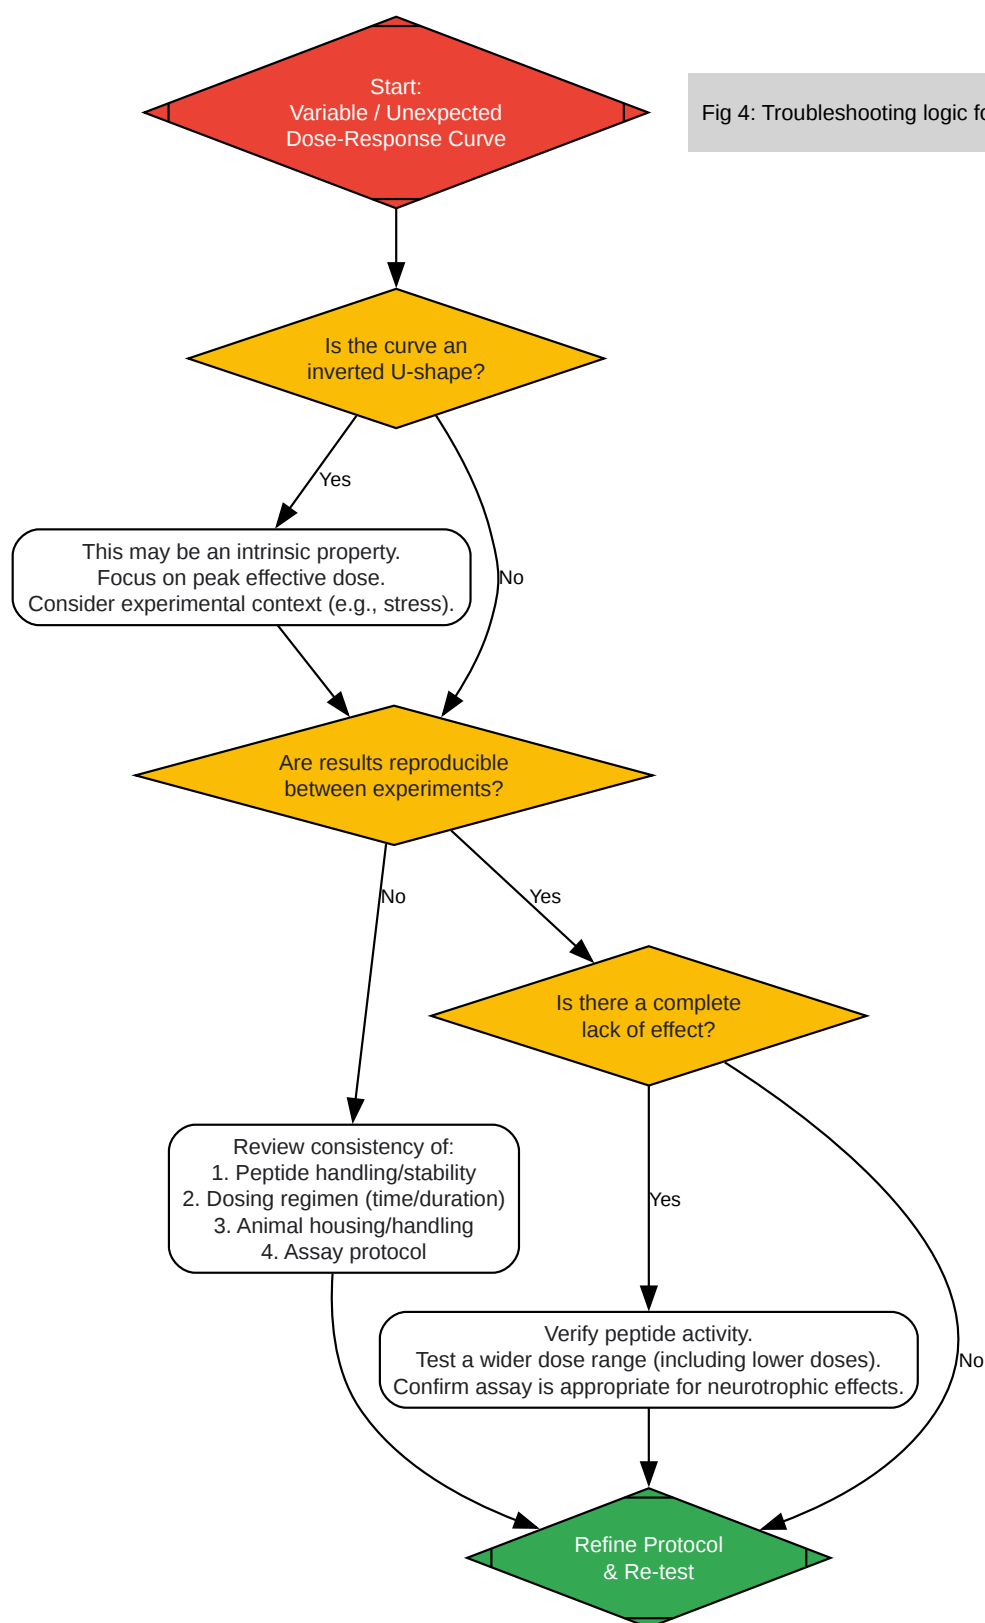 Start:
Variable / Unexpected
Dose-Response Curve
Fig 4: Troubleshooting logic
Is the curve an
inverted U-shape?
Yes
No
This may be an intrinsic property.
Focus on peak effective dose.
Consider experimental context (e.g., stress).
Are results reproducible
between experiments?
No
Yes
Is there a complete
lack of effect?
Review consistency of:
1. Peptide handling/stability
2. Dosing regimen (time/duration)
3. Animal housing/handling
4. Assay protocol
Yes
No
Verify peptide activity.
Test a wider dose range (including lower doses).
Confirm assay is appropriate for neurotrophic effects.
Refine Protocol
& Re-test